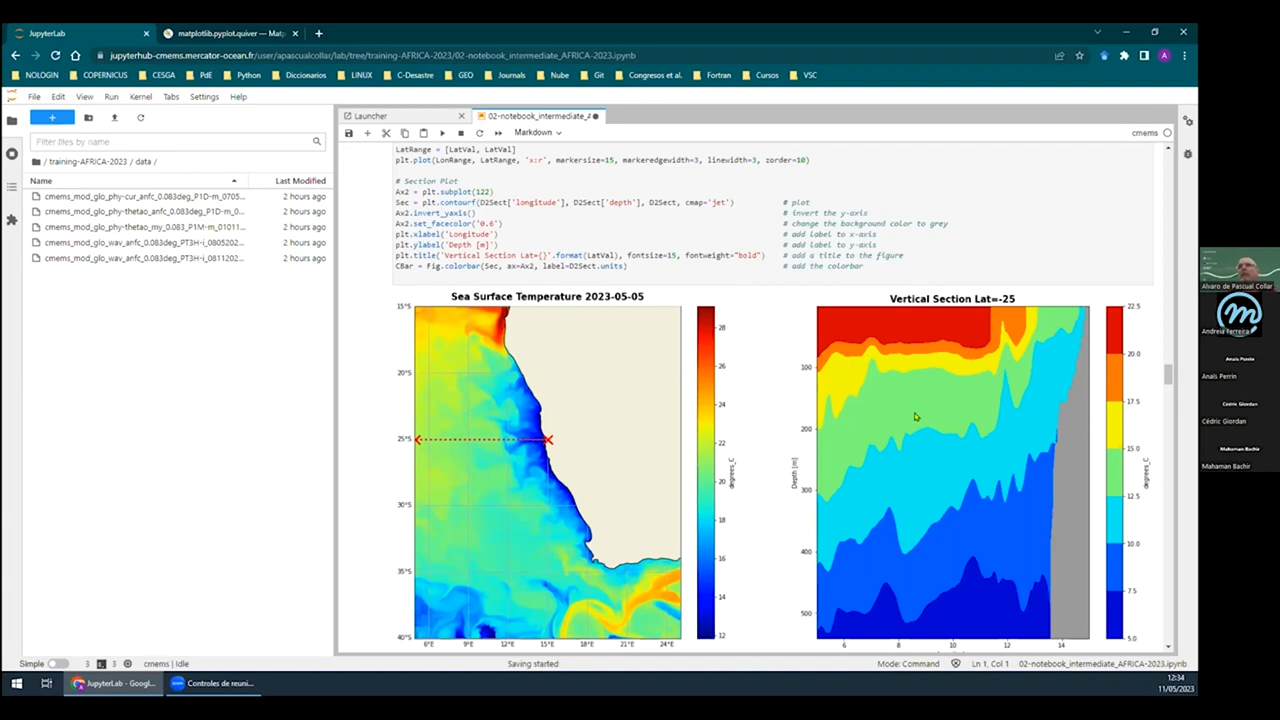 JupyterLab
matplotlib.pyplot.quiver — Mat
jupyterhub-cmems.mercator-ocean.fr/user/apascualcollar/lab/tree/training-AFRICA-2023/02-notebook_intermediate_AFRICA-2023.ipynb
NOLOGIN COPERNICUS CESGA PdE Python Diccionarios LINUX C-Desastre GEO Journals Nube Git Congresos et al. Fortran Cursos VSC
File Edit View Run Kernel Tabs Settings Help
Launcher
02-notebook_intermediate_A
Markdown
cmems
Filter files by name
/ training-AFRICA-2023 / data /
Name Last Modified
cmems_mod_glo_phy-cur_anfc_0.083deg_P1D-m_0705... 2 hours ago
cmems_mod_glo_phy-thetao_anfc_0.083deg_P1D-m_0... 2 hours ago
cmems_mod_glo_phy-thetao_my_0.083_P1M-m_01011... 2 hours ago
cmems_mod_glo_wav_anfc_0.083deg_PT3H-i_0805202... 2 hours ago
cmems_mod_glo_wav_anfc_0.083deg_PT3H-i_0811202... 2 hours ago
LatRange = [LatVal, LatVal]
plt.plot(LonRange, LatRange, 'x:r', markersize=15, markeredgewidth=3, linewidth=3, zorder=10)
# Section Plot
Ax2 = plt.subplot(122)
Sec = plt.contourf(D2Sect['longitude'], D2Sect['depth'], D2Sect, cmap='jet') # plot
Ax2.invert_yaxis() # invert the y-axis
Ax2.set_facecolor('0.6') # change the background color to grey
plt.xlabel('Longitude') # add label to x-axis
plt.ylabel('Depth [m]') # add label to y-axis
plt.title('Vertical Section Lat={}'.format(LatVal), fontsize=15, fontweight="bold") # add a title to the figure
CBar = Fig.colorbar(Sec, ax=Ax2, label=D2Sect.units) # add the colorbar
Sea Surface Temperature 2023-05-05
15°S
20°S
25°S
30°S
35°S
40°S
6°E 9°E 12°E 15°E 18°E 21°E 24°E
28
26
24
22
20
18
16
14
12
degrees_C
Vertical Section Lat=-25
Depth [m]
100
200
300
400
500
6 8 10 12 14
22.5
20.0
17.5
15.0
12.5
10.0
7.5
5.0
degrees_C
Alvaro de Pascual Collar
Andreia Ferreira
Anaïs Perrin
Anaïs Perrin
Cédric Giordan
Cédric Giordan
Mahaman Bachir
Mahaman Bachir
Simple 3 3 cmems | Idle
Saving started
Mode: Command Ln 1, Col 1 02-notebook_intermediate_AFRICA-2023.ipynb
JupyterLab - Googl...
Controles de reuni...
12:34
11/05/2023